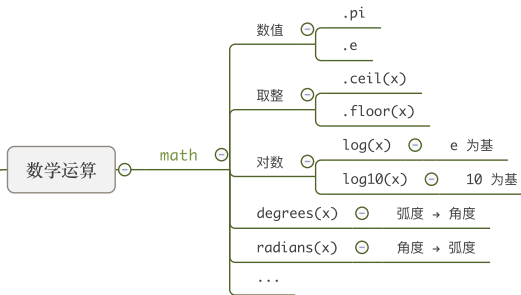 数学运算
math
数值
.pi
.e
取整
.ceil(x)
.floor(x)
对数
log(x) e 为基
log10(x) 10 为基
degrees(x) 弧度 → 角度
radians(x) 角度 → 弧度
...